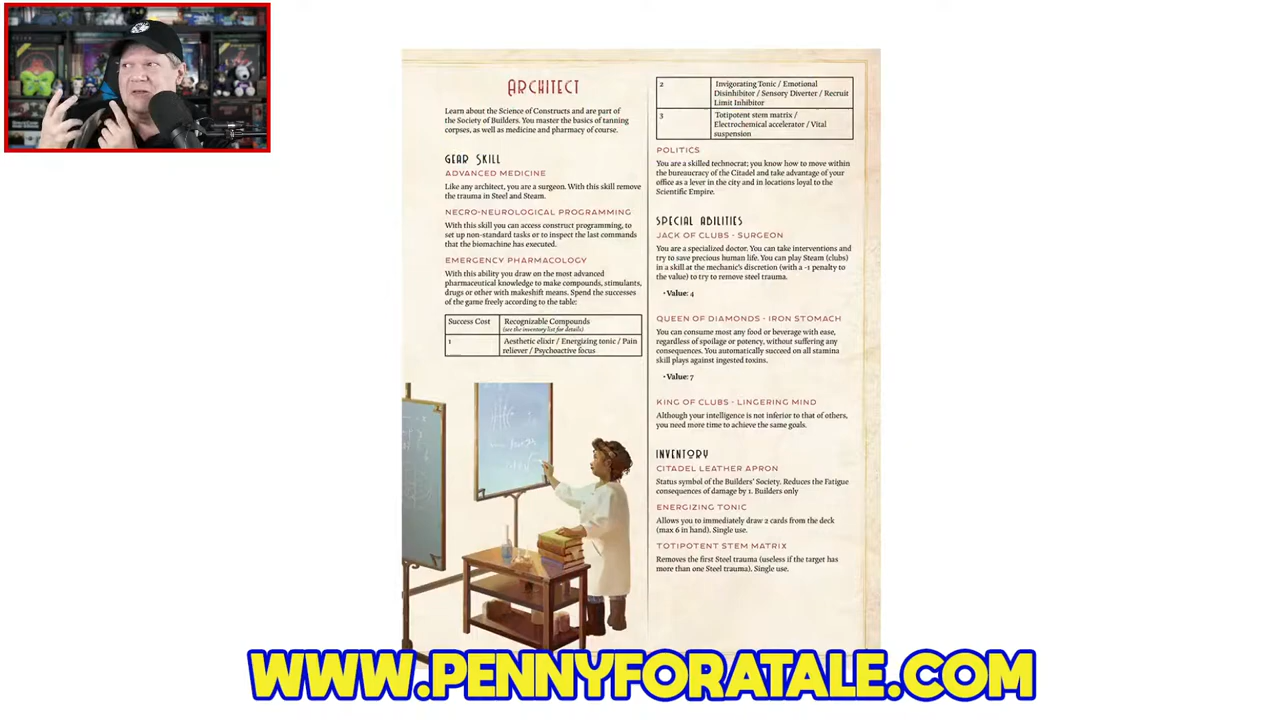 ARCHITECT
Learn about the Science of Constructs and are part of
the Society of Builders. You master the basics of tanning
corpses, as well as medicine and pharmacy of course.
GEAR SKILL
ADVANCED MEDICINE
Like any architect, you are a surgeon. With this skill remove
the trauma in Steel and Steam.
NECRO-NEUROLOGICAL PROGRAMMING
With this skill you can access construct programming, to
set up non-standard tasks or to inspect the last commands
that the biomachine has executed.
EMERGENCY PHARMACOLOGY
With this ability you draw on the most advanced
pharmaceutical knowledge to make compounds, stimulants,
drugs or other with makeshift means. Spend the successes
of the game freely according to the table:
Success Cost Recognizable Compounds
(see the inventory list for details)
1 Aesthetic elixir / Energizing tonic / Pain
reliever / Psychoactive focus
2 Invigorating Tonic / Emotional
Disinhibitor / Sensory Diverter / Recruit
Limit Inhibitor
3 Totipotent stem matrix /
Electrochemical accelerator / Vital
suspension
POLITICS
You are a skilled technocrat; you know how to move within
the bureaucracy of the Citadel and take advantage of your
office as a lever in the city and in locations loyal to the
Scientific Empire.
SPECIAL ABILITIES
JACK OF CLUBS - SURGEON
You are a specialized doctor. You can take interventions and
try to save precious human life. You can play Steam (clubs)
in a skill at the mechanic's discretion (with a -1 penalty to
the value) to try to remove steel trauma.
• Value: 4
QUEEN OF DIAMONDS - IRON STOMACH
You can consume most any food or beverage with ease,
regardless of spoilage or potency, without suffering any
consequences. You automatically succeed on all stamina
skill plays against ingested toxins.
• Value: 7
KING OF CLUBS - LINGERING MIND
Although your intelligence is not inferior to that of others,
you need more time to achieve the same goals.
INVENTORY
CITADEL LEATHER APRON
Status symbol of the Builders' Society. Reduces the Fatigue
consequences of damage by 1. Builders only
ENERGIZING TONIC
Allows you to immediately draw 2 cards from the deck
(max 6 in hand). Single use.
TOTIPOTENT STEM MATRIX
Removes the first Steel trauma (useless if the target has
more than one Steel trauma). Single use.
WWW.PENNYFORATALE.COM